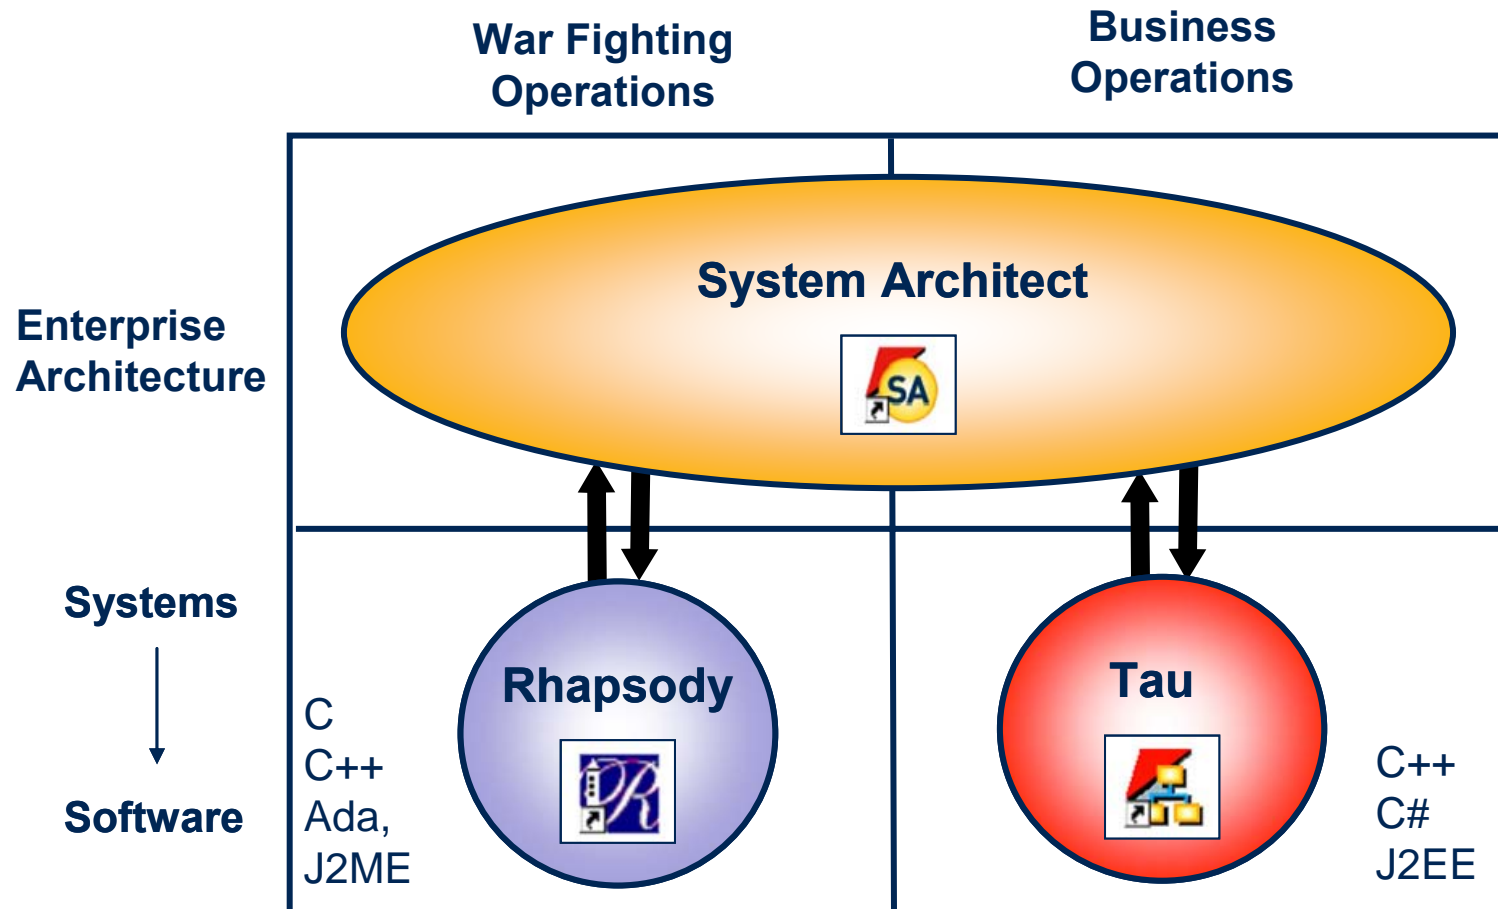 War Fighting
Operations
Business
Operations
Enterprise
Architecture
System Architect
SA
Systems
Software
C
C++
Ada,
J2ME
Rhapsody
R
Tau
C++
C#
J2EE